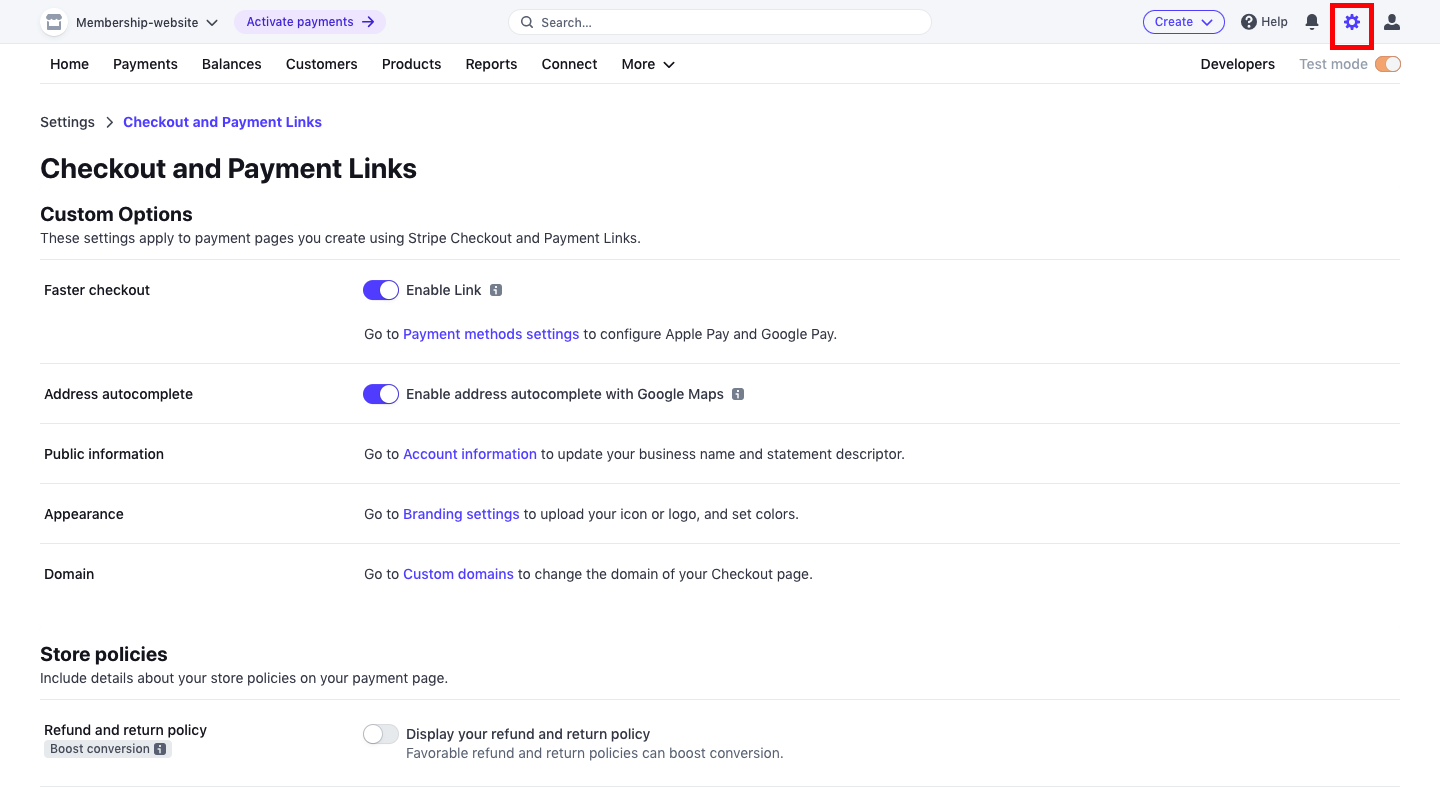 Membership-website
Activate payments
Search...
Create
Help
Home Payments Balances Customers Products Reports Connect More
Developers Test mode
Settings
Checkout and Payment Links
Checkout and Payment Links
Custom Options
These settings apply to payment pages you create using Stripe Checkout and Payment Links.
Faster checkout
Enable Link
Go to Payment methods settings to configure Apple Pay and Google Pay.
Address autocomplete
Enable address autocomplete with Google Maps
Public information
Go to Account information to update your business name and statement descriptor.
Appearance
Go to Branding settings to upload your icon or logo, and set colors.
Domain
Go to Custom domains to change the domain of your Checkout page.
Store policies
Include details about your store policies on your payment page.
Refund and return policy
Boost conversion
Display your refund and return policy
Favorable refund and return policies can boost conversion.